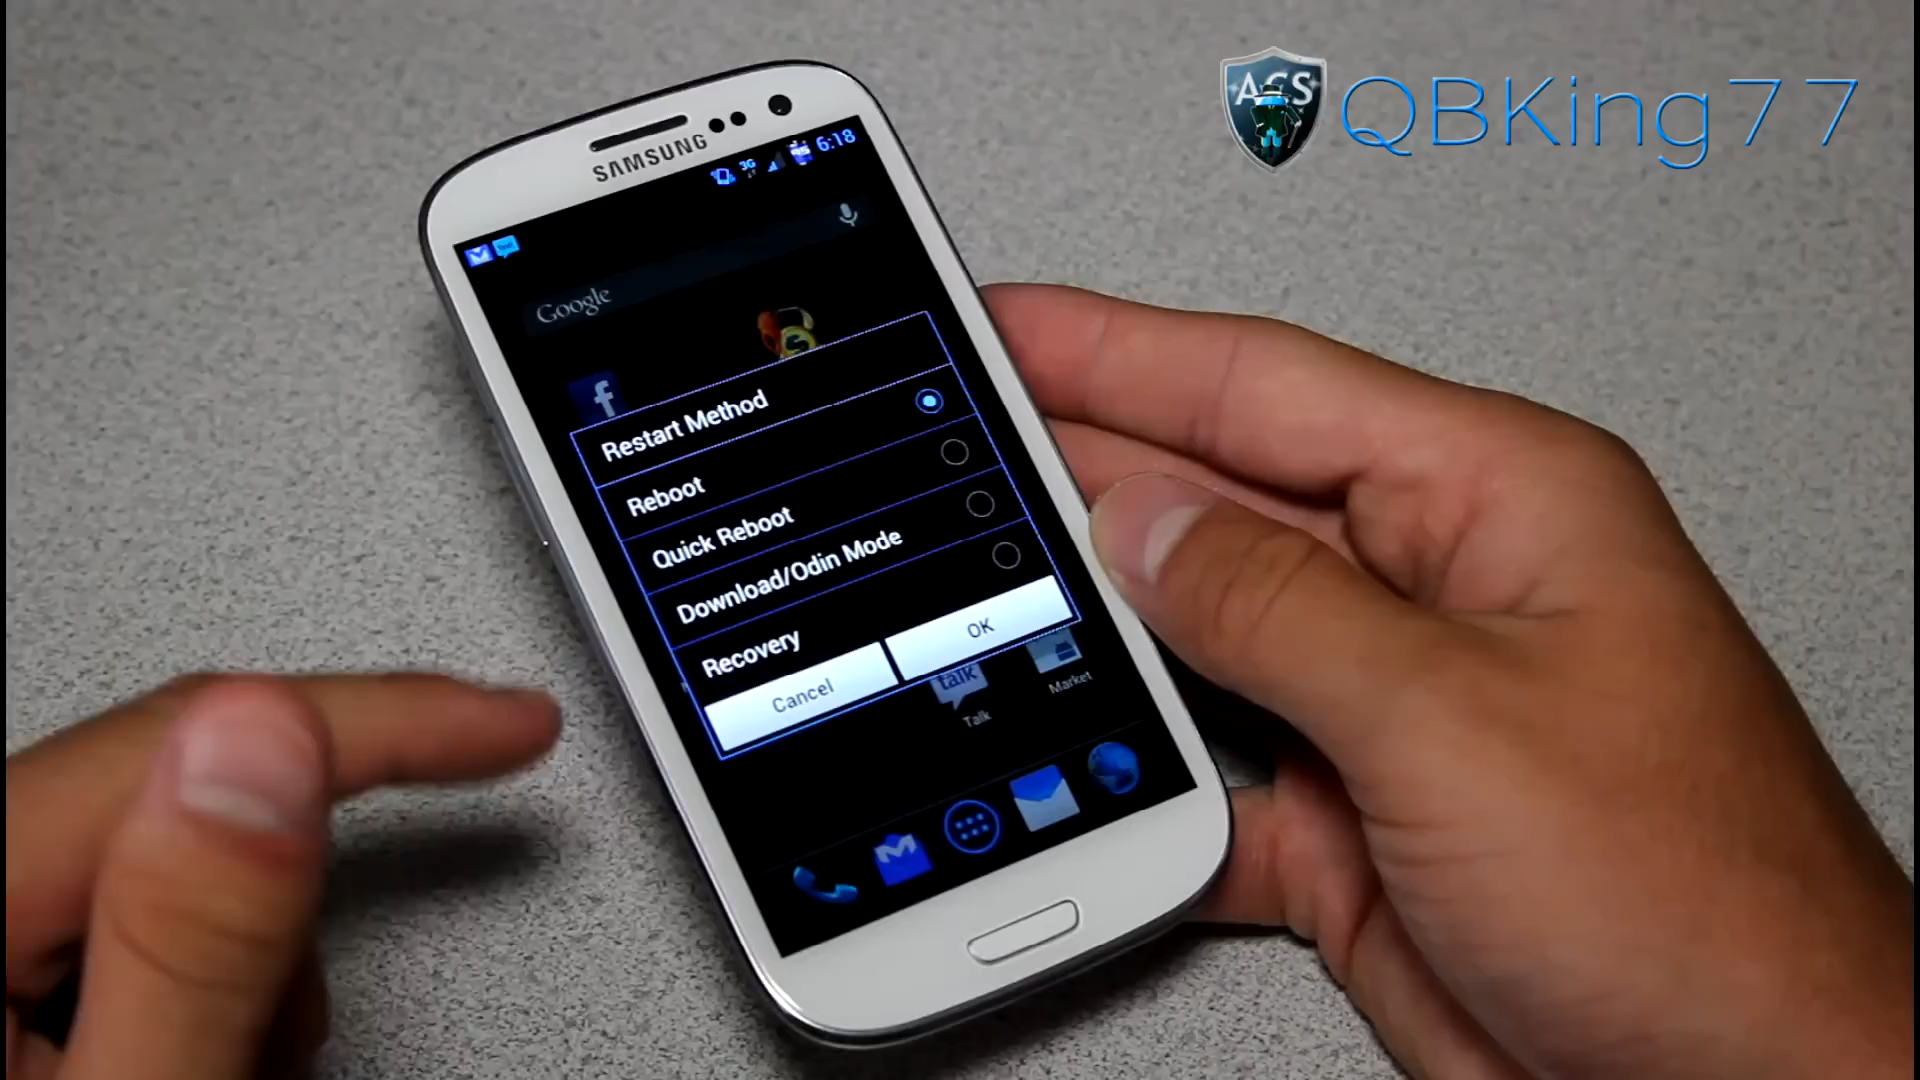 ACS
QBKing77
SAMSUNG
3G
6:18
Google
Restart Method
Reboot
Quick Reboot
Download/Odin Mode
Recovery
Cancel
OK
talk
Talk
Market